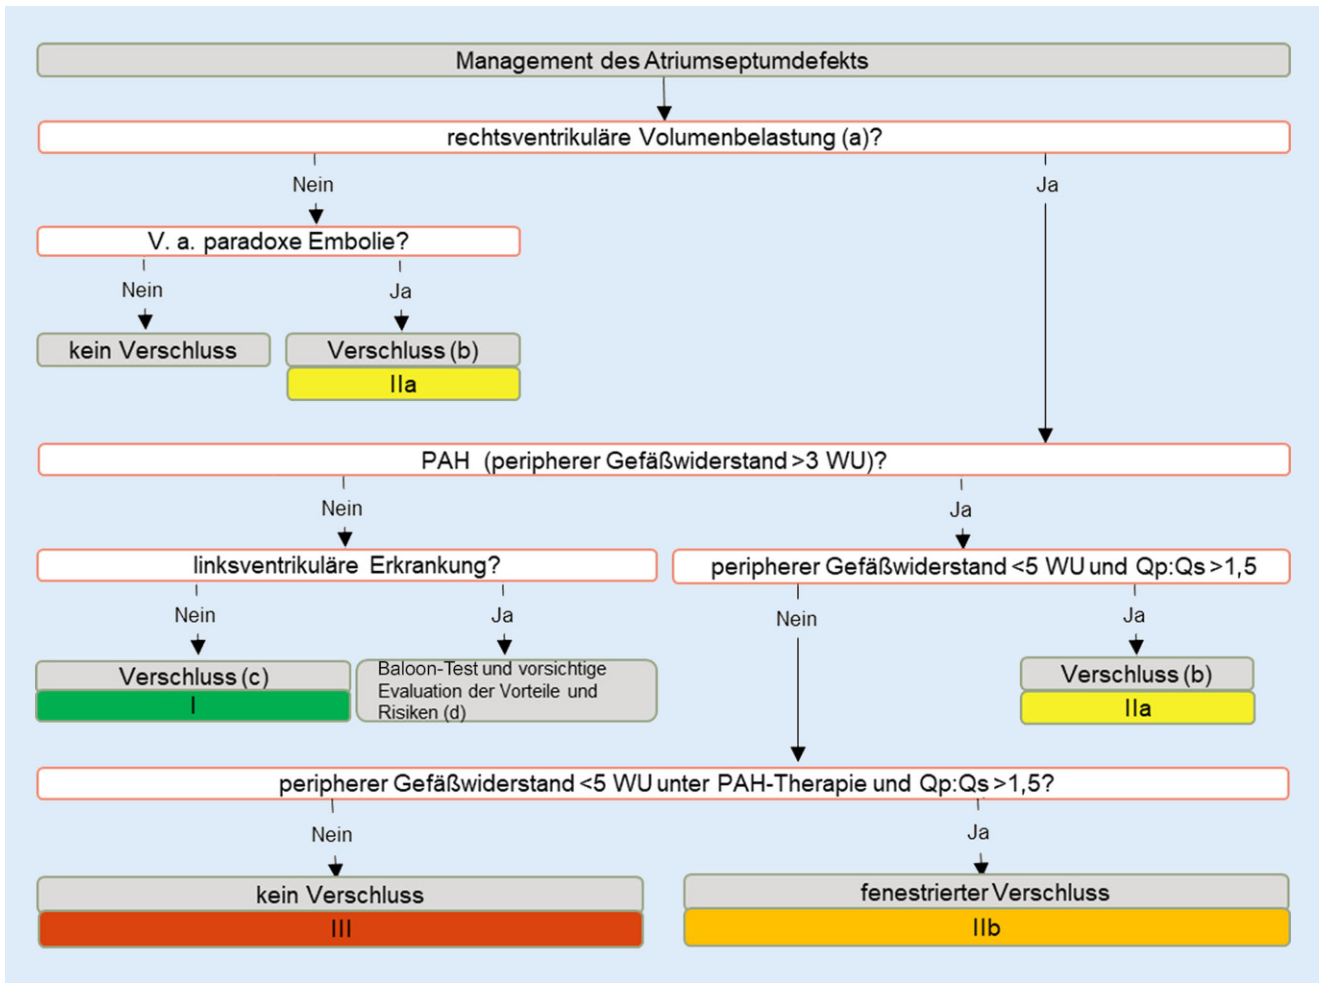 Management des Atriumseptumdefekts
rechtsventrikuläre Volumenbelastung (a)?
Nein
Ja
V. a. paradoxe Embolie?
Nein
Ja
kein Verschluss
Verschluss (b)
IIa
PAH (peripherer Gefäßwiderstand >3 WU)?
Nein
Ja
linksventrikuläre Erkrankung?
peripherer Gefäßwiderstand <5 WU und Qp:Qs >1,5
Nein
Ja
Nein
Ja
Verschluss (c)
I
Baloon-Test und vorsichtige
Evaluation der Vorteile und
Risiken (d)
Verschluss (b)
IIa
peripherer Gefäßwiderstand <5 WU unter PAH-Therapie und Qp:Qs >1,5?
Nein
Ja
kein Verschluss
III
fenestrierter Verschluss
IIb